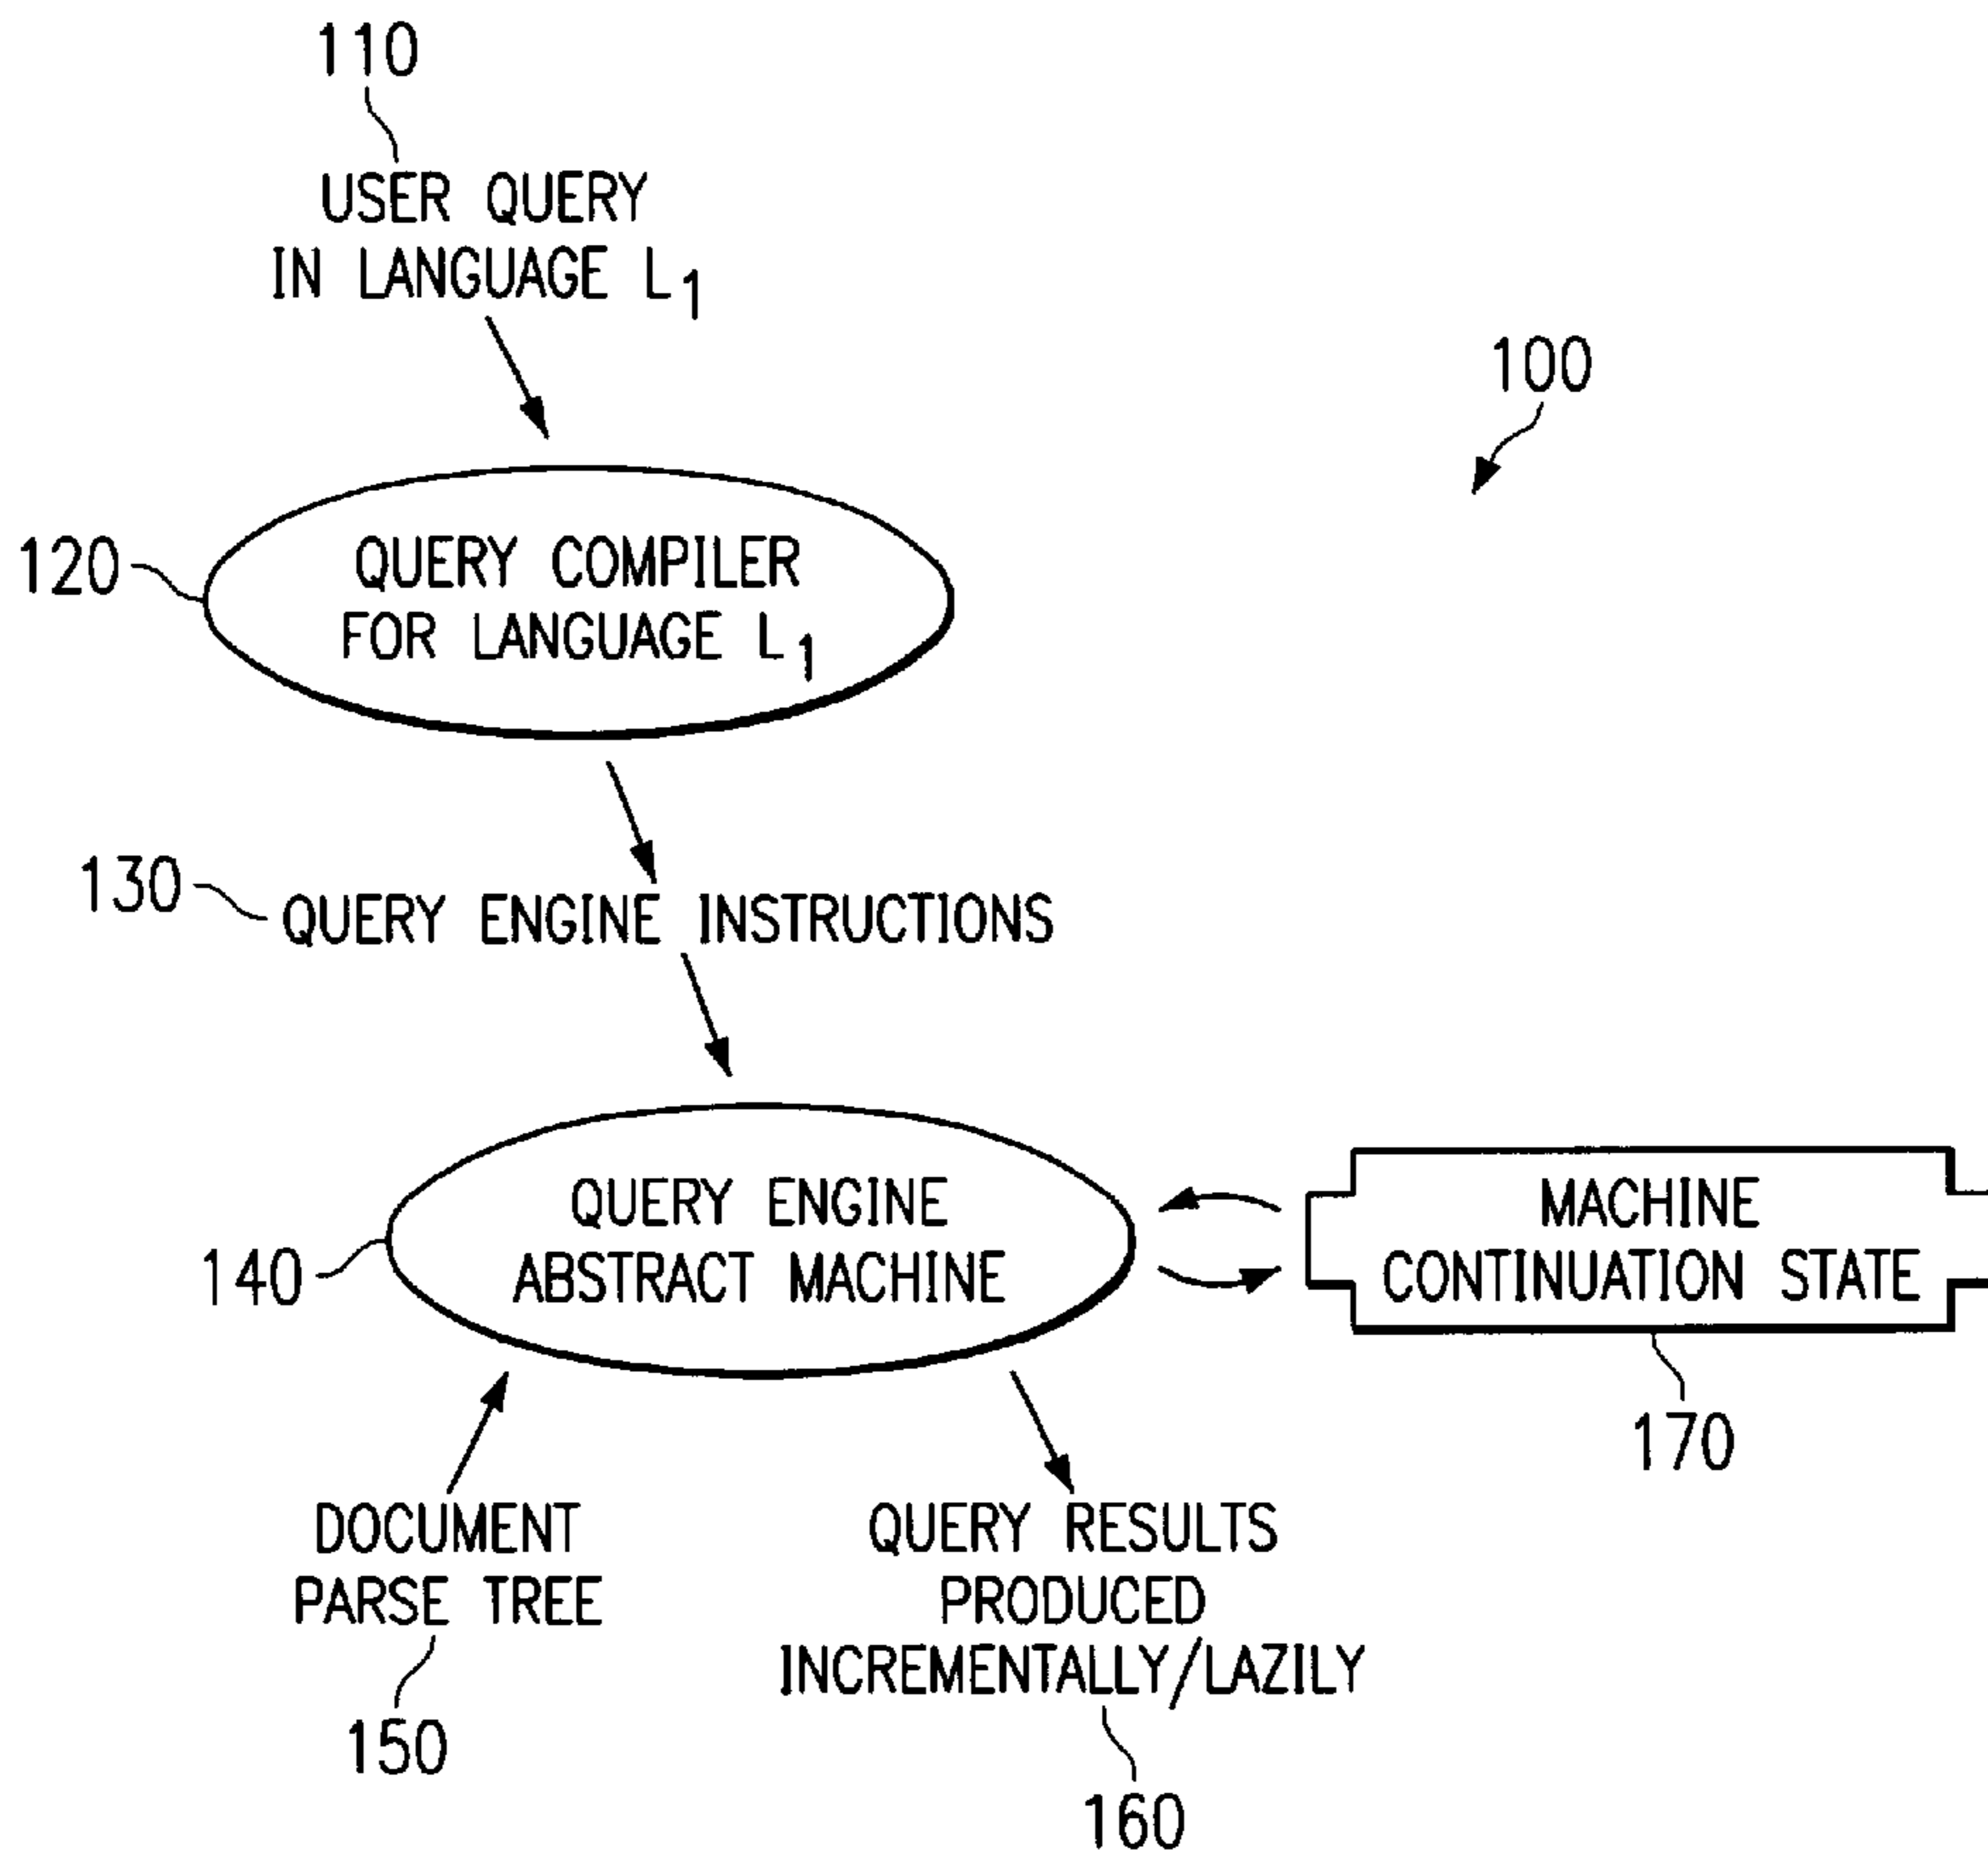 110
USER QUERY
IN LANGUAGE L1
100
120
QUERY COMPILER
FOR LANGUAGE L1
130
QUERY ENGINE INSTRUCTIONS
140
QUERY ENGINE
ABSTRACT MACHINE
MACHINE
CONTINUATION STATE
170
DOCUMENT
PARSE TREE
150
QUERY RESULTS
PRODUCED
INCREMENTALLY/LAZILY
160